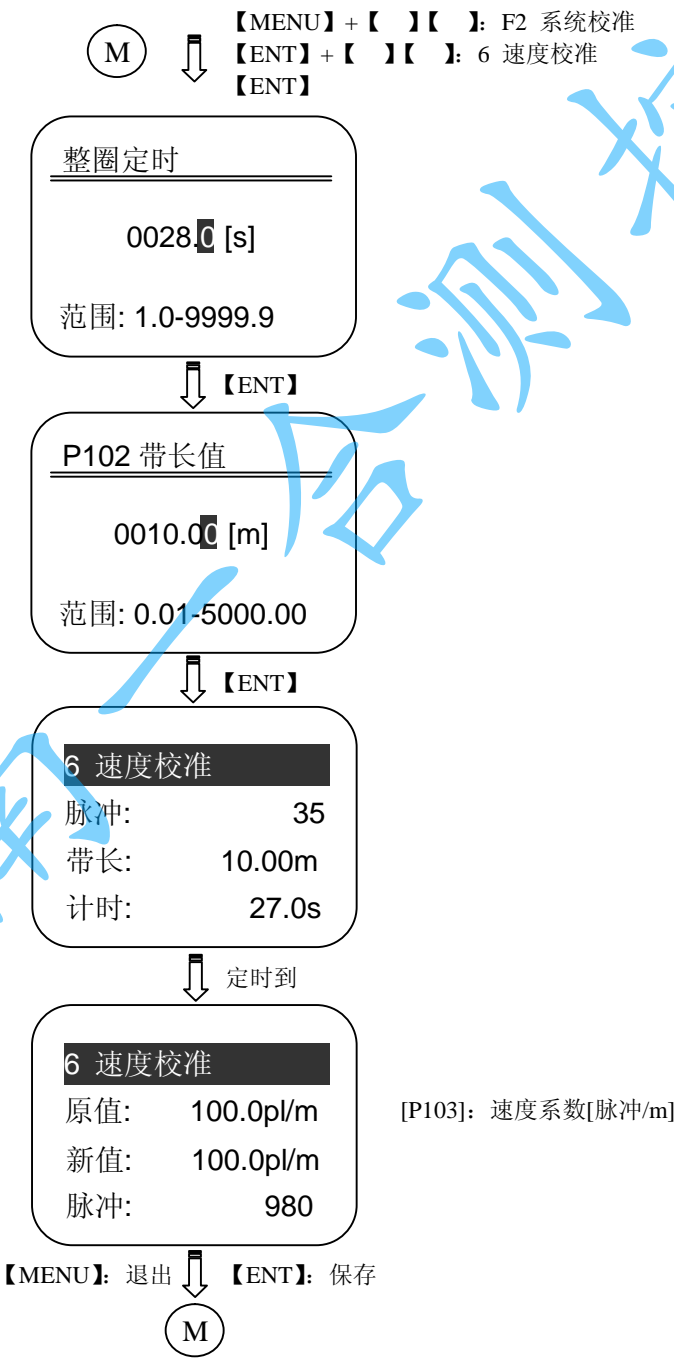 【MENU】+【 】【 】：F2 系统校准
M
【ENT】+【 】【 】：6 速度校准
【ENT】
整圈定时
0028.0 [s]
范围: 1.0-9999.9
【ENT】
P102 带长值
0010.00 [m]
范围: 0.01-5000.00
【ENT】
6 速度校准
脉冲: 35
带长: 10.00m
计时: 27.0s
定时到
6 速度校准
原值: 100.0pl/m
新值: 100.0pl/m
脉冲: 980
[P103]：速度系数[脉冲/m]
【MENU】：退出 【ENT】：保存
M
一合测